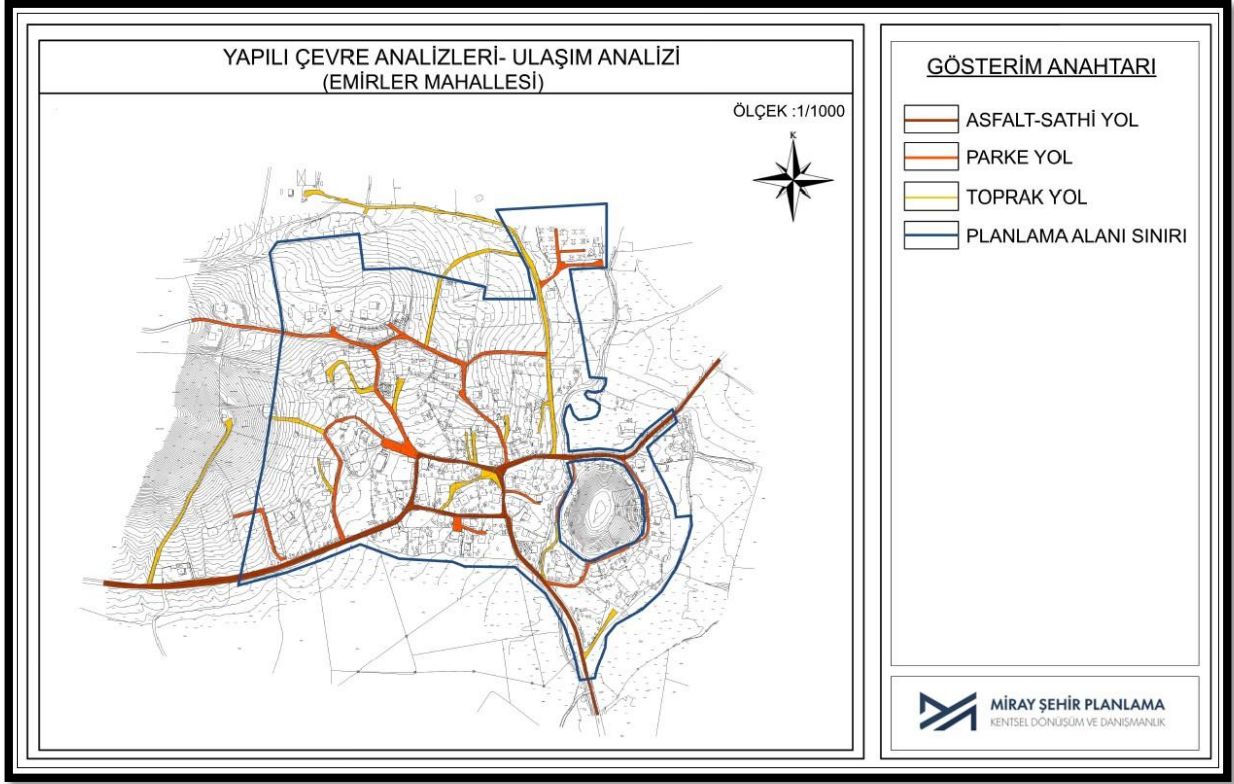 YAPILI ÇEVRE ANALİZLERİ- ULAŞIM ANALİZİ
(EMİRLER MAHALLESİ)
ÖLÇEK :1/1000
K
GÖSTERİM ANAHTARI
ASFALT-SATHİ YOL
PARKE YOL
TOPRAK YOL
PLANLAMA ALANI SINIRI
MİRAY ŞEHİR PLANLAMA
KENTSEL DÖNÜŞÜM VE DANIŞMANLIK